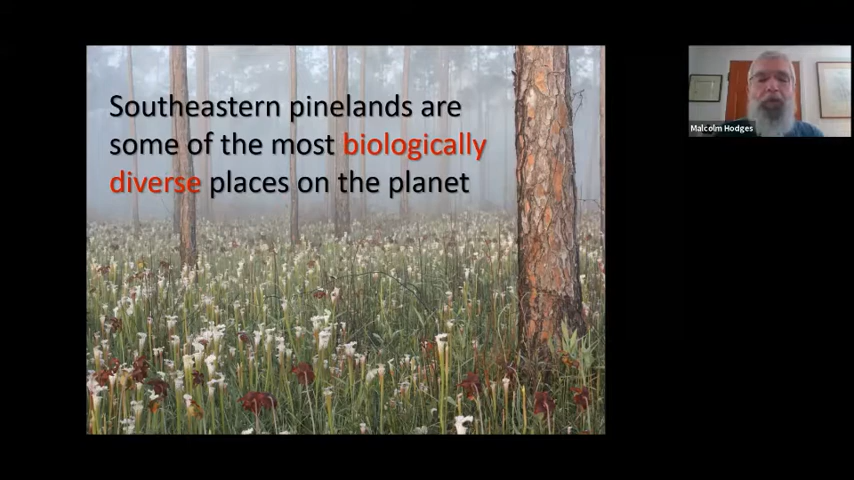 Southeastern pinelands are
some of the most biologically
diverse places on the planet
Malcolm Hodges